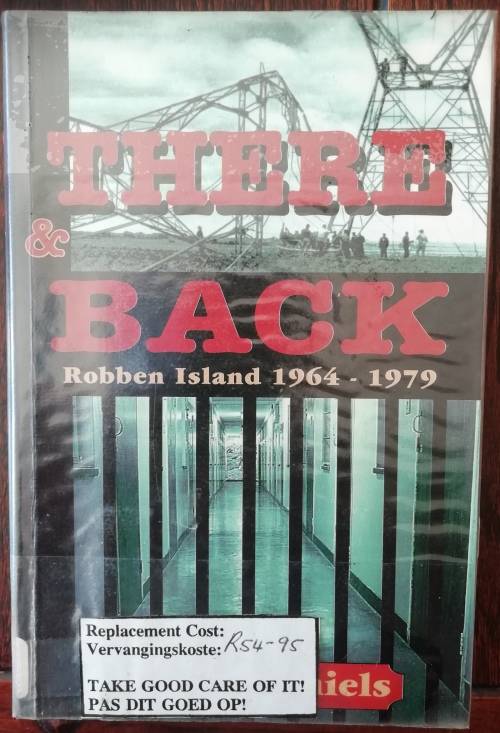 THERE
&
BACK
Robben Island 1964 - 1979
Replacement Cost:
Vervangingskoste: R54-95
TAKE GOOD CARE OF IT!
PAS DIT GOED OP!
niels